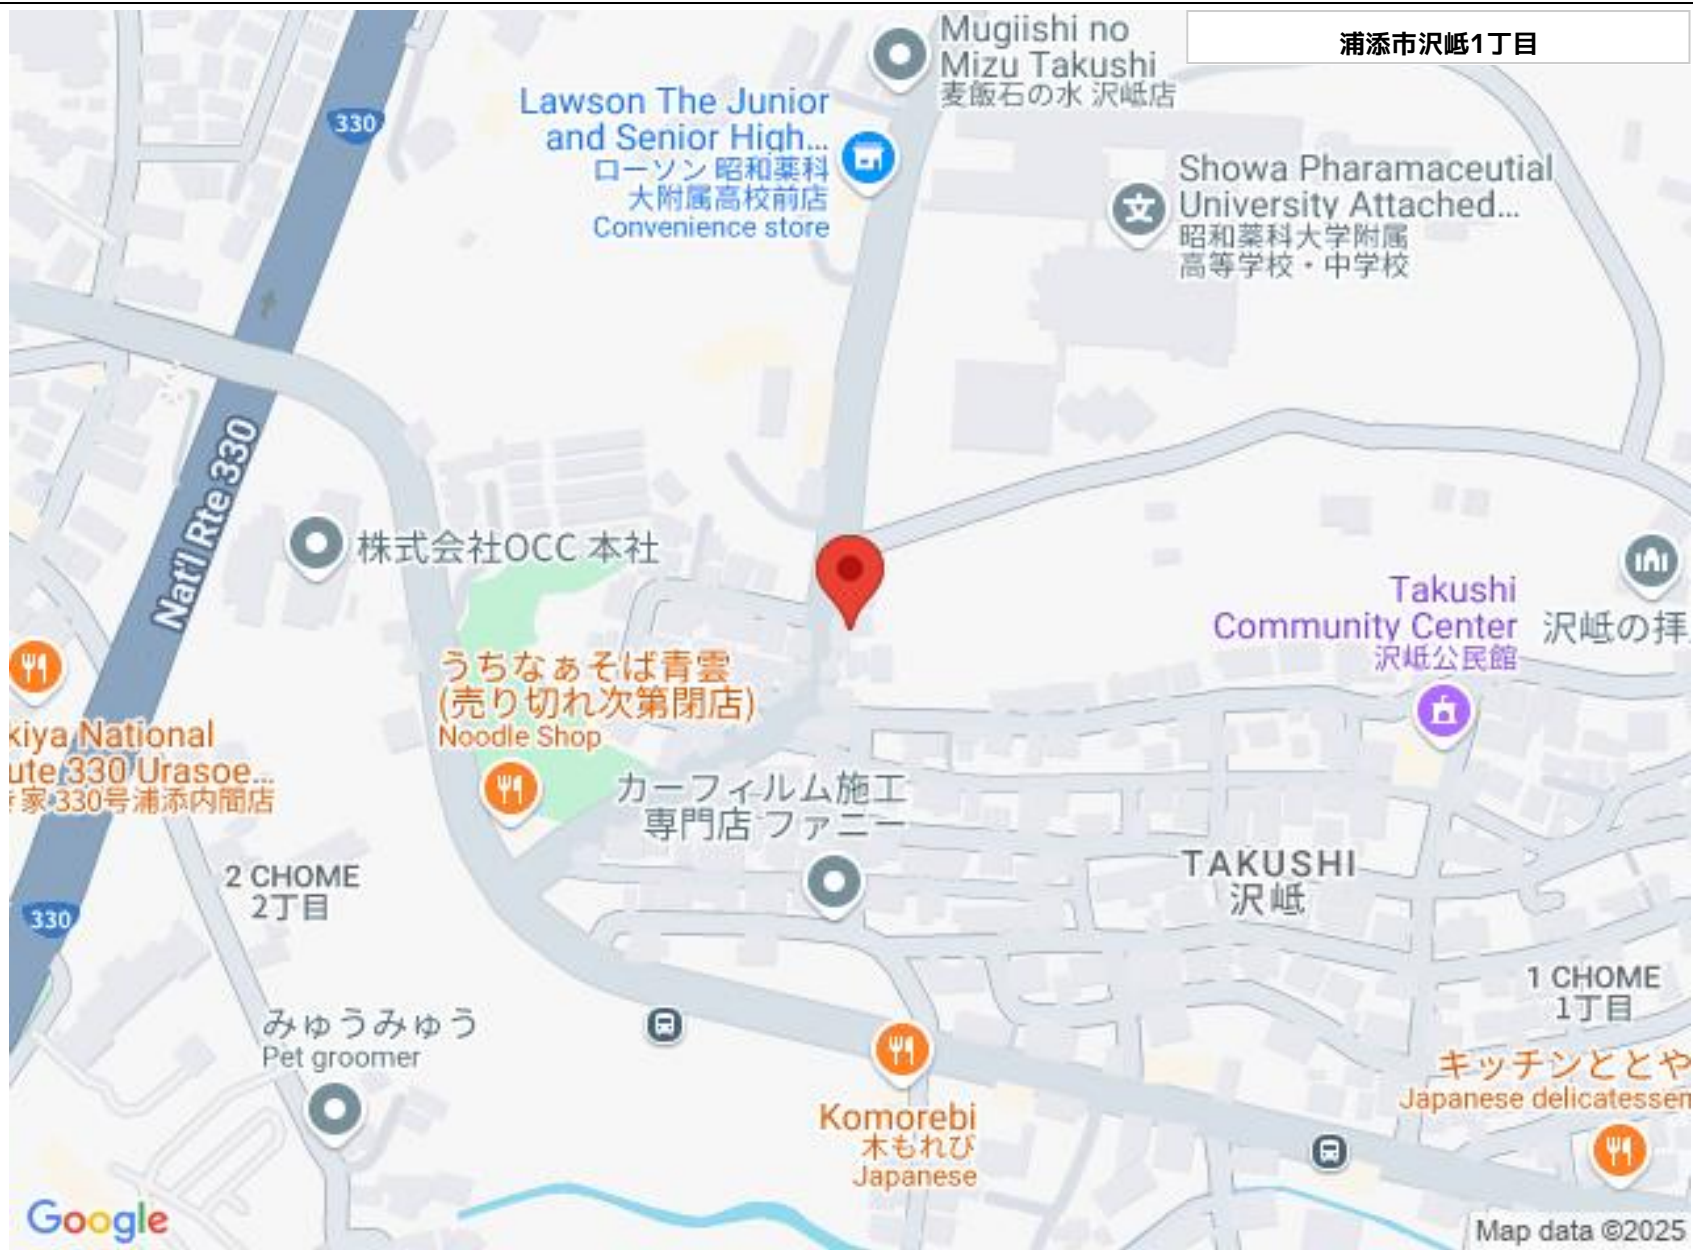 浦添市沢岻1丁目
Mugiishi no
Mizu Takushi
麦飯石の水 沢岻店
Lawson The Junior
and Senior High...
ローソン 昭和薬科
大附属高校前店
Convenience store
330
Showa Pharamaceutial
University Attached...
昭和薬科大学附属
高等学校・中学校
Nat'l Rte 330
株式会社OCC 本社
Takushi
Community Center
沢岻公民館
沢岻の拝
うちなぁそば青雲
(売り切れ次第閉店)
Noodle Shop
kiya National
ute 330 Urasoe...
家 330号浦添内間店
カーフィルム施工
専門店 ファニー
2 CHOME
2丁目
TAKUSHI
沢岻
330
1 CHOME
1丁目
みゅうみゅう
Pet groomer
キッチンととや
Japanese delicatessen
Komorebi
木もれび
Japanese
Google
Map data ©2025